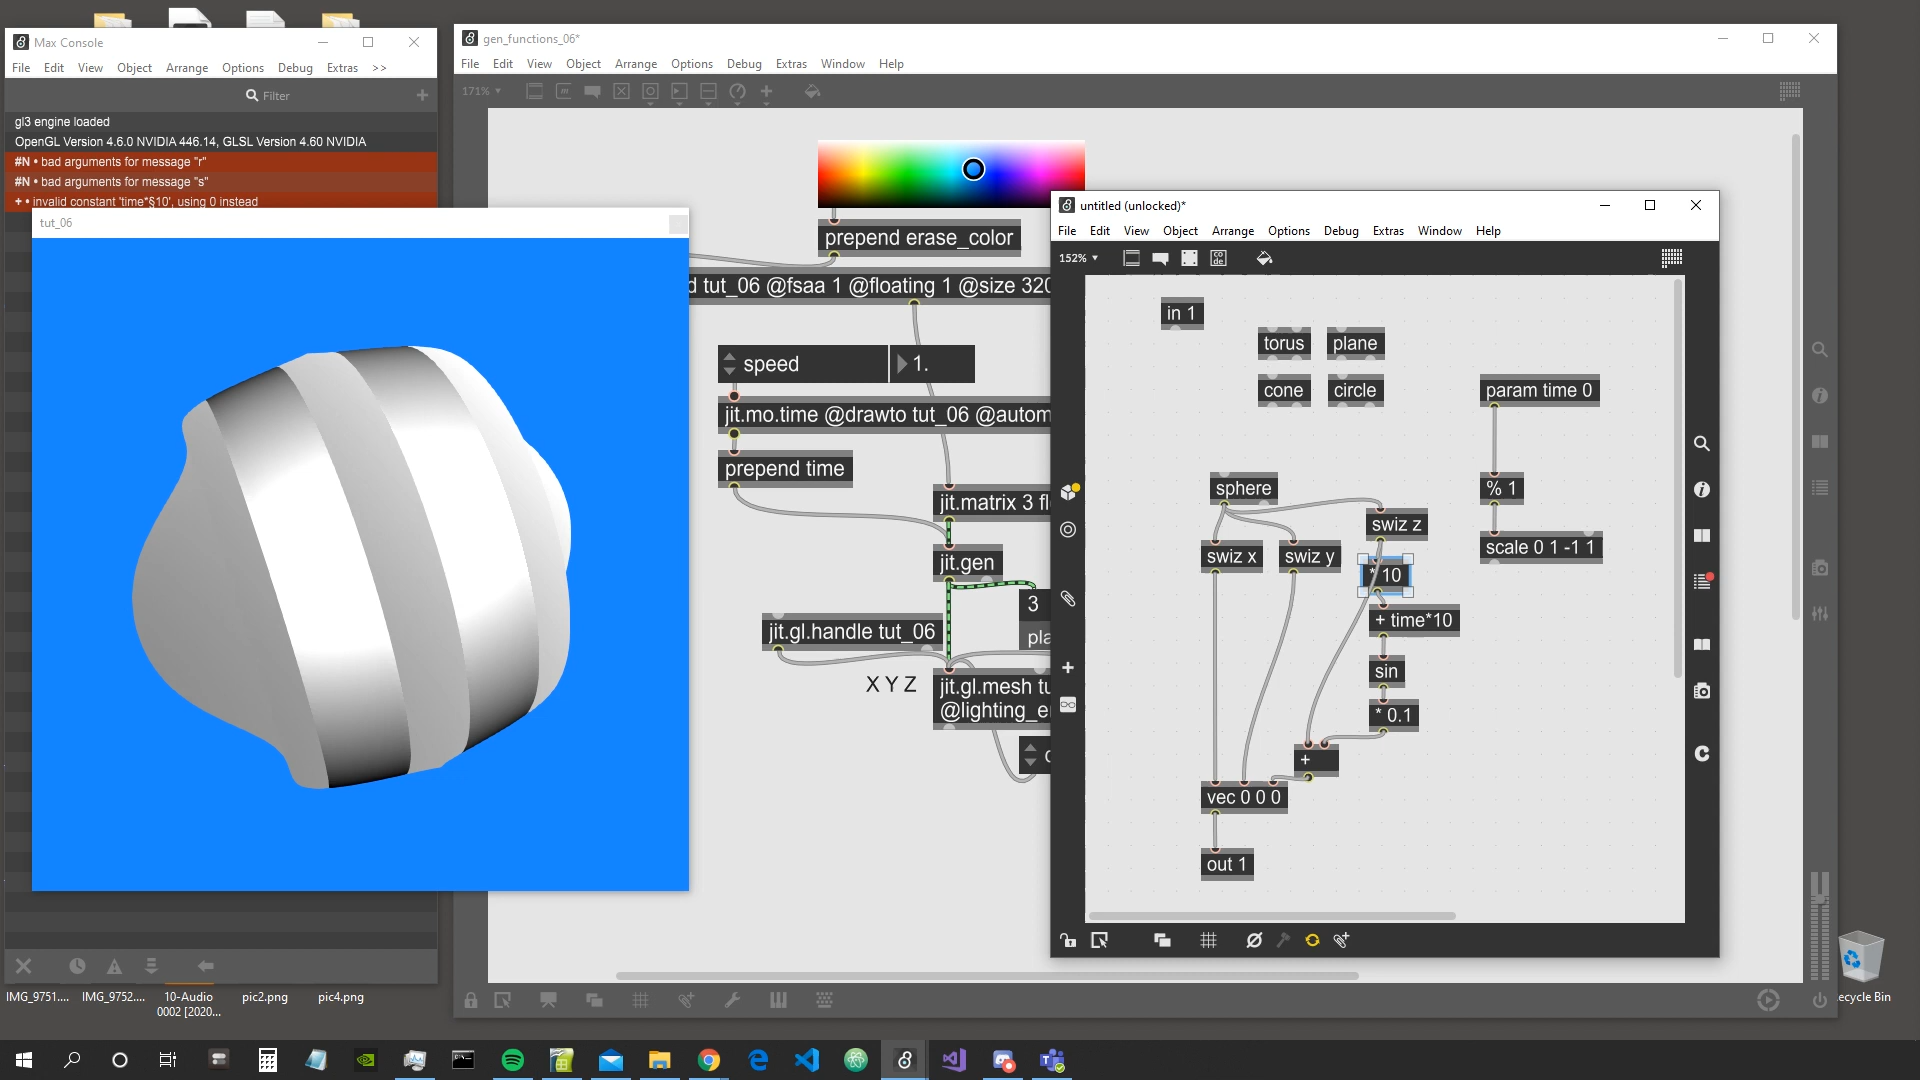 Max Console
File Edit View Object Arrange Options Debug Extras >>
Filter
gl3 engine loaded
OpenGL Version 4.6.0 NVIDIA 446.14, GLSL Version 4.60 NVIDIA
#N • bad arguments for message "r"
#N • bad arguments for message "s"
+ • invalid constant 'time*§10', using 0 instead
tut_06
gen_functions_06*
File Edit View Object Arrange Options Debug Extras Window Help
171%
prepend erase_color
d tut_06 @fsaa 1 @floating 1 @size 320
speed 1.
jit.mo.time @drawto tut_06 @autom
prepend time
jit.matrix 3 fl
jit.gen
3
pla
jit.gl.handle tut_06
X Y Z
jit.gl.mesh tu
@lighting_e
untitled (unlocked)*
File Edit View Object Arrange Options Debug Extras Window Help
152%
in 1
torus plane
cone circle
param time 0
sphere
% 1
swiz z
swiz x swiz y
scale 0 1 -1 1
* 10
+ time*10
sin
* 0.1
+
vec 0 0 0
out 1
IMG_9751.... IMG_9752.... 10-Audio 0002 [2020... pic2.png pic4.png
ecycle Bin